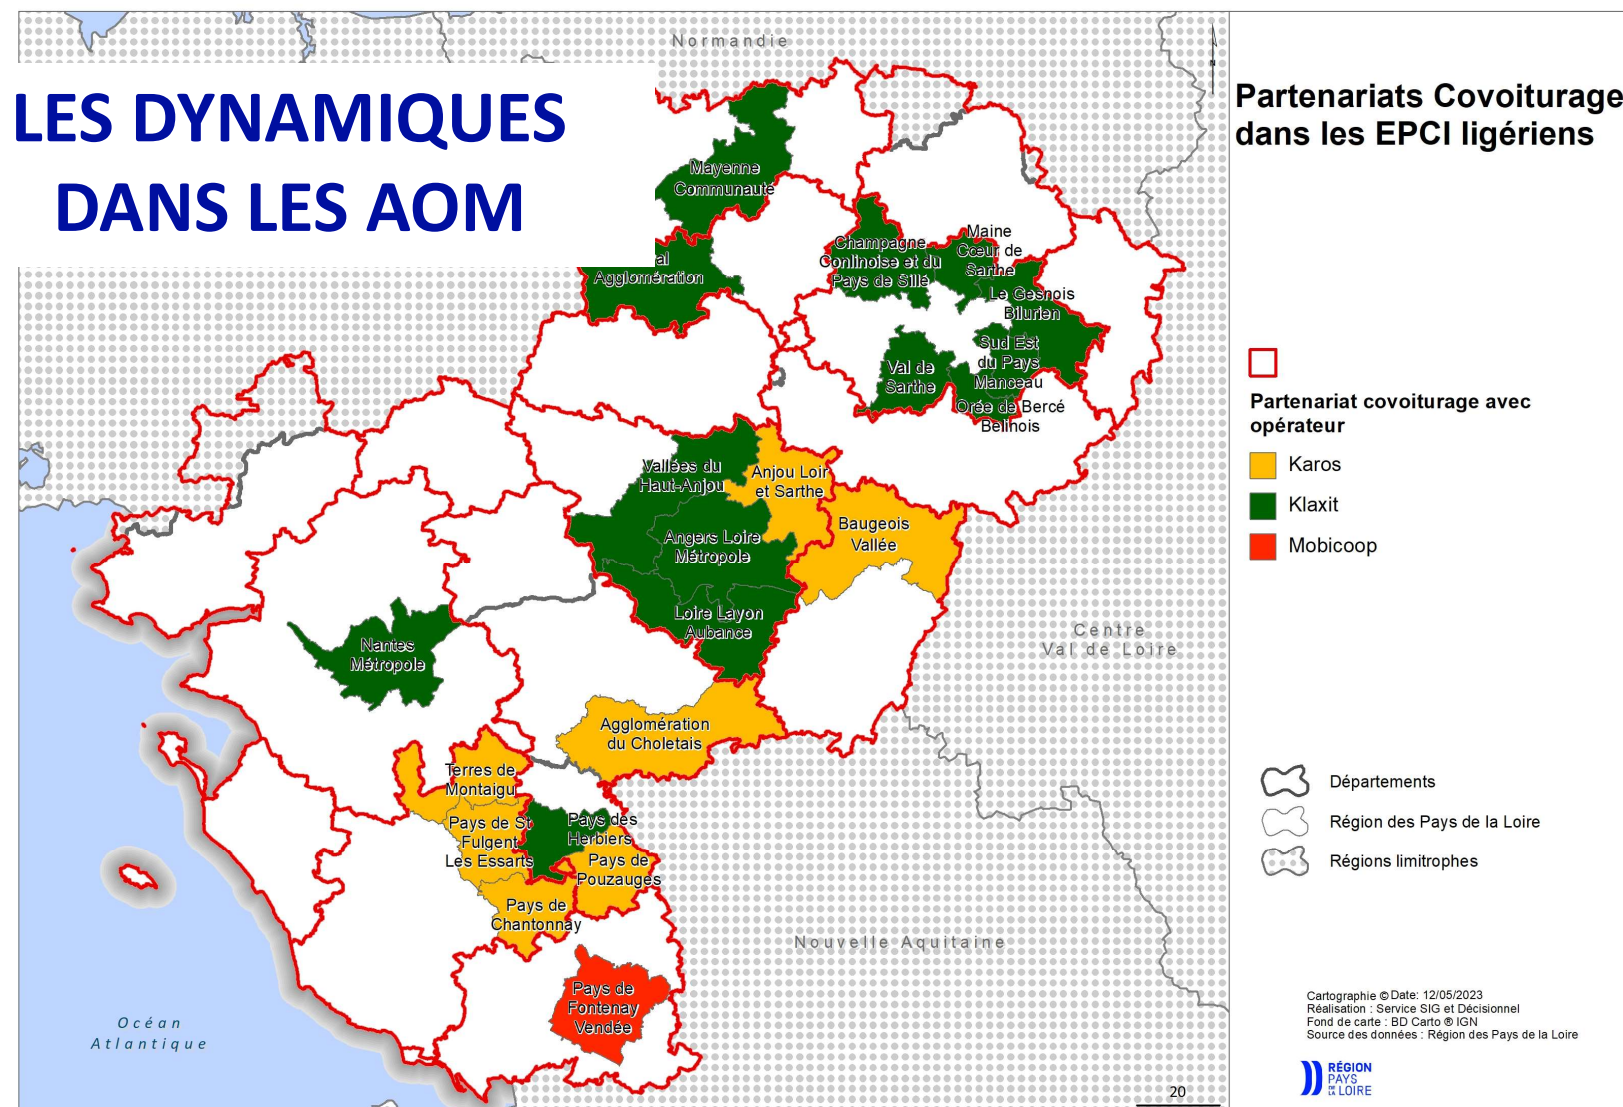 LES DYNAMIQUES
DANS LES AOM
Normandie
Partenariats Covoiturage
dans les EPCI ligériens
Mayenne
Communauté
al
Agglomération
Champagne
Conlinoise et du
Pays de Sillé
Maine
Cœur de
Sarthe
Le Gesnois
Bilurien
Sud Est
du Pays
Manceau
Val de
Sarthe
Orée de Bercé
Belinois
Vallées du
Haut-Anjou
Anjou Loir
et Sarthe
Baugeois
Vallée
Angers Loire
Métropole
Loire Layon
Aubance
Nantes
Métropole
Centre
Val de Loire
Agglomération
du Choletais
Terres de
Montaigu
Pays de St
Fulgent
Les Essarts
Pays des
Herbiers
Pays de
Pouzauges
Pays de
Chantonnay
Nouvelle Aquitaine
Pays de
Fontenay
Vendée
Océan
Atlantique
Partenariat covoiturage avec
opérateur
Karos
Klaxit
Mobicoop
Départements
Région des Pays de la Loire
Régions limitrophes
Cartographie © Date: 12/05/2023
Réalisation : Service SIG et Décisionnel
Fond de carte : BD Carto ® IGN
Source des données : Région des Pays de la Loire
RÉGION
PAYS
DE LA LOIRE
20
N